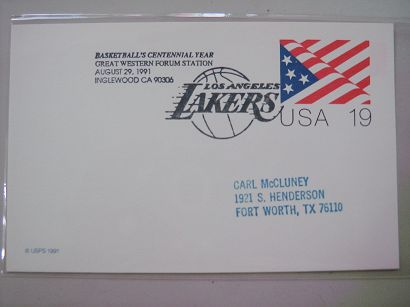 BASKETBALL'S CENTENNIAL YEAR
GREAT WESTERN FORUM STATION
AUGUST 29, 1991
INGLEWOOD CA 90306
LOS ANGELES
LAKERS
USA 19
CARL McCLUNEY
1921 S. HENDERSON
FORT WORTH, TX 76110
© USPS 1991